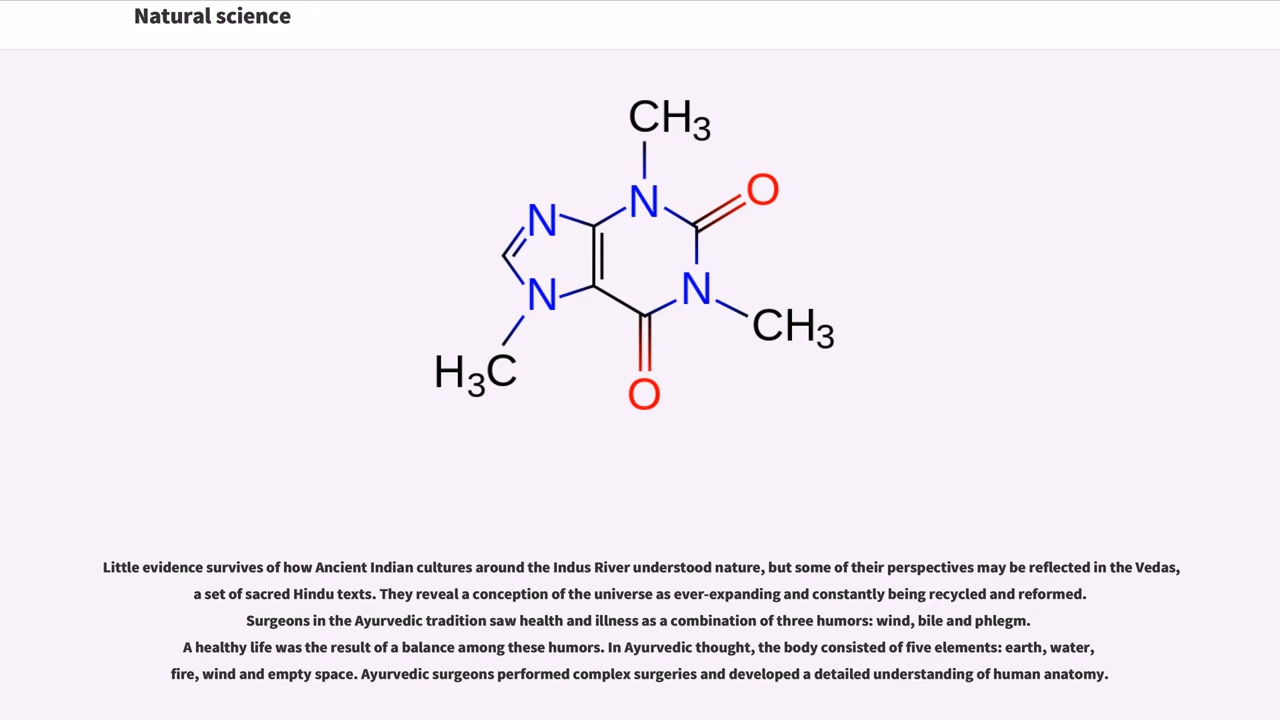 Natural science
CH3
N
O
N
N
N
CH3
H3C
O
Little evidence survives of how Ancient Indian cultures around the Indus River understood nature, but some of their perspectives may be reflected in the Vedas,
a set of sacred Hindu texts. They reveal a conception of the universe as ever-expanding and constantly being recycled and reformed.
Surgeons in the Ayurvedic tradition saw health and illness as a combination of three humors: wind, bile and phlegm.
A healthy life was the result of a balance among these humors. In Ayurvedic thought, the body consisted of five elements: earth, water,
fire, wind and empty space. Ayurvedic surgeons performed complex surgeries and developed a detailed understanding of human anatomy.